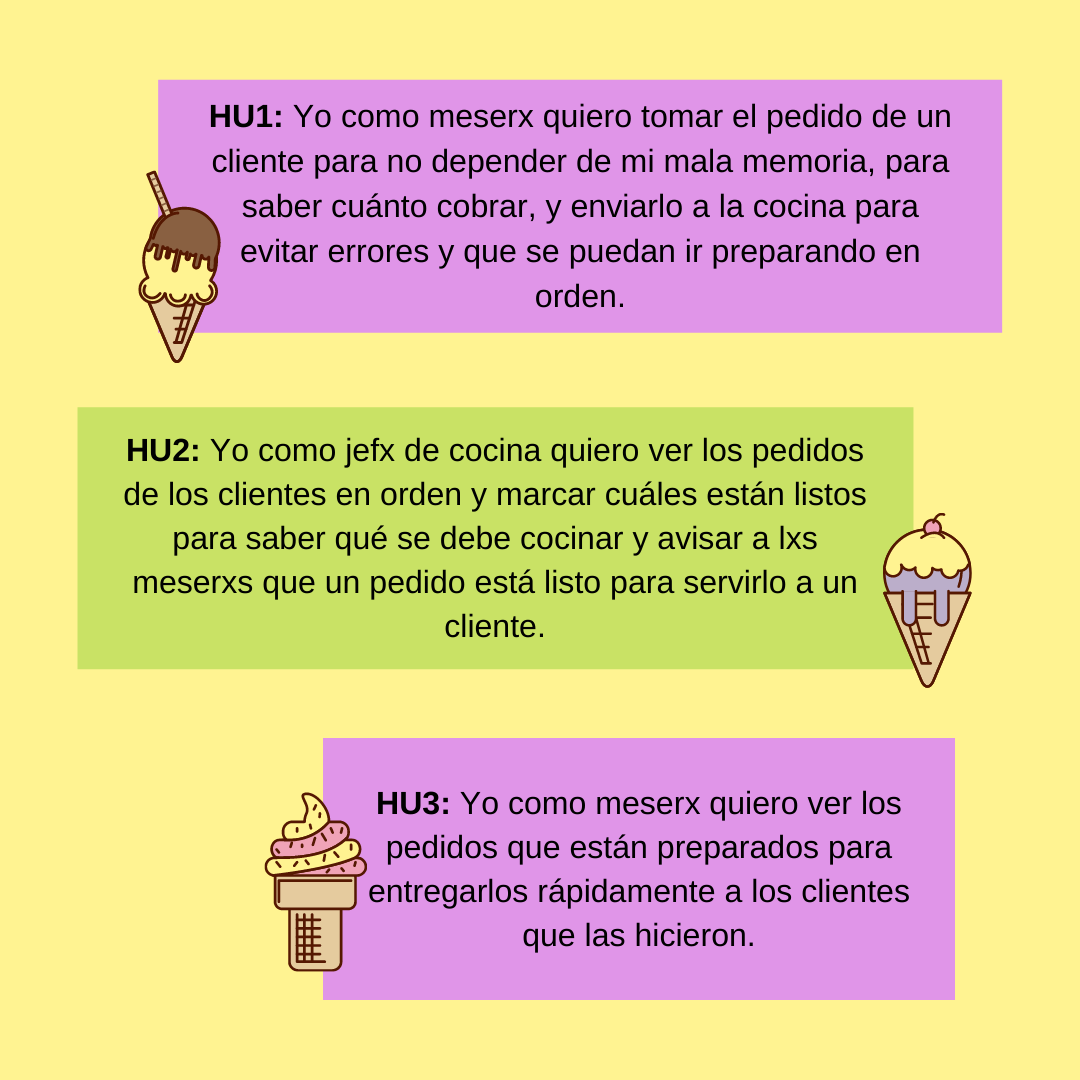 HU1: Yo como meserx quiero tomar el pedido de un
cliente para no depender de mi mala memoria, para
saber cuánto cobrar, y enviarlo a la cocina para
evitar errores y que se puedan ir preparando en
orden.
HU2: Yo como jefx de cocina quiero ver los pedidos
de los clientes en orden y marcar cuáles están listos
para saber qué se debe cocinar y avisar a lxs
meserxs que un pedido está listo para servirlo a un
cliente.
HU3: Yo como meserx quiero ver los
pedidos que están preparados para
entregarlos rápidamente a los clientes
que las hicieron.